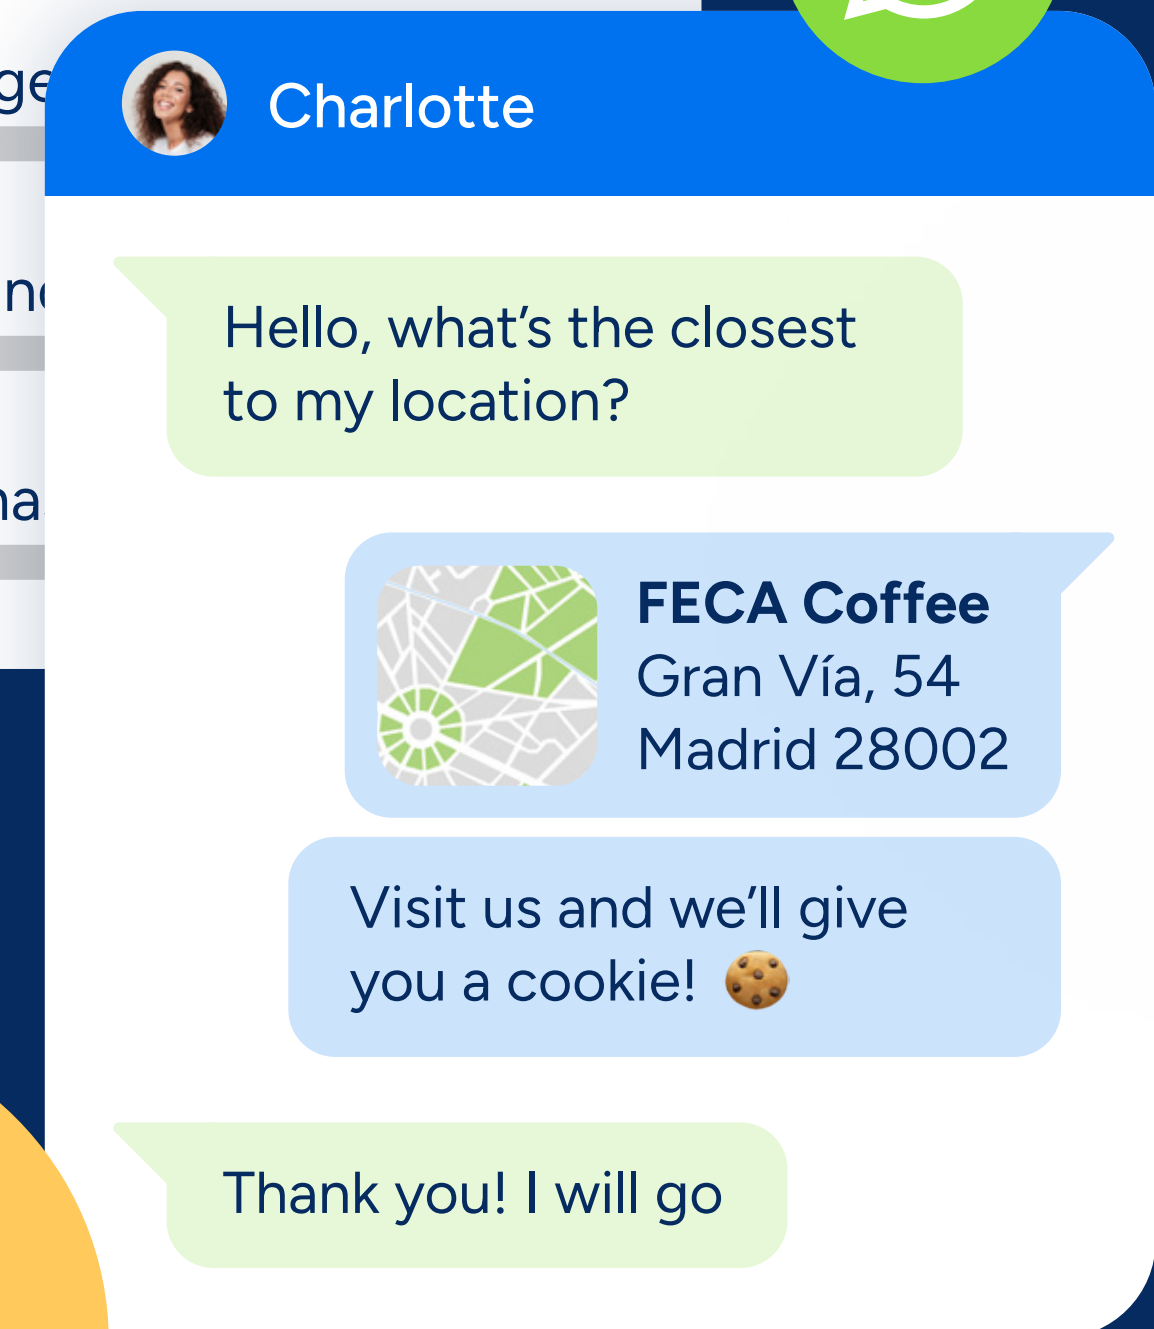 Charlotte
Hello, what’s the closest
to my location?
FECA Coffee
Gran Vía, 54
Madrid 28002
Visit us and we’ll give
you a cookie!
Thank you! I will go